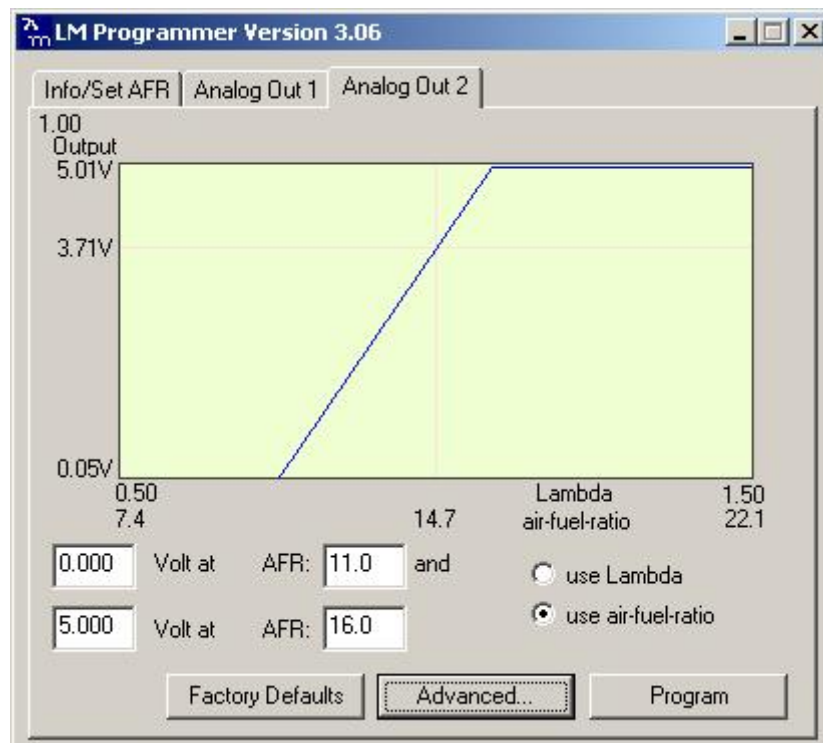 LM Programmer Version 3.06
Info/Set AFR Analog Out 1 Analog Out 2
1.00
Output
5.01V
3.71V
0.05V
0.50 Lambda 1.50
7.4 14.7 air-fuel-ratio 22.1
0.000 Volt at AFR: 11.0 and use Lambda
5.000 Volt at AFR: 16.0 use air-fuel-ratio
Factory Defaults Advanced... Program